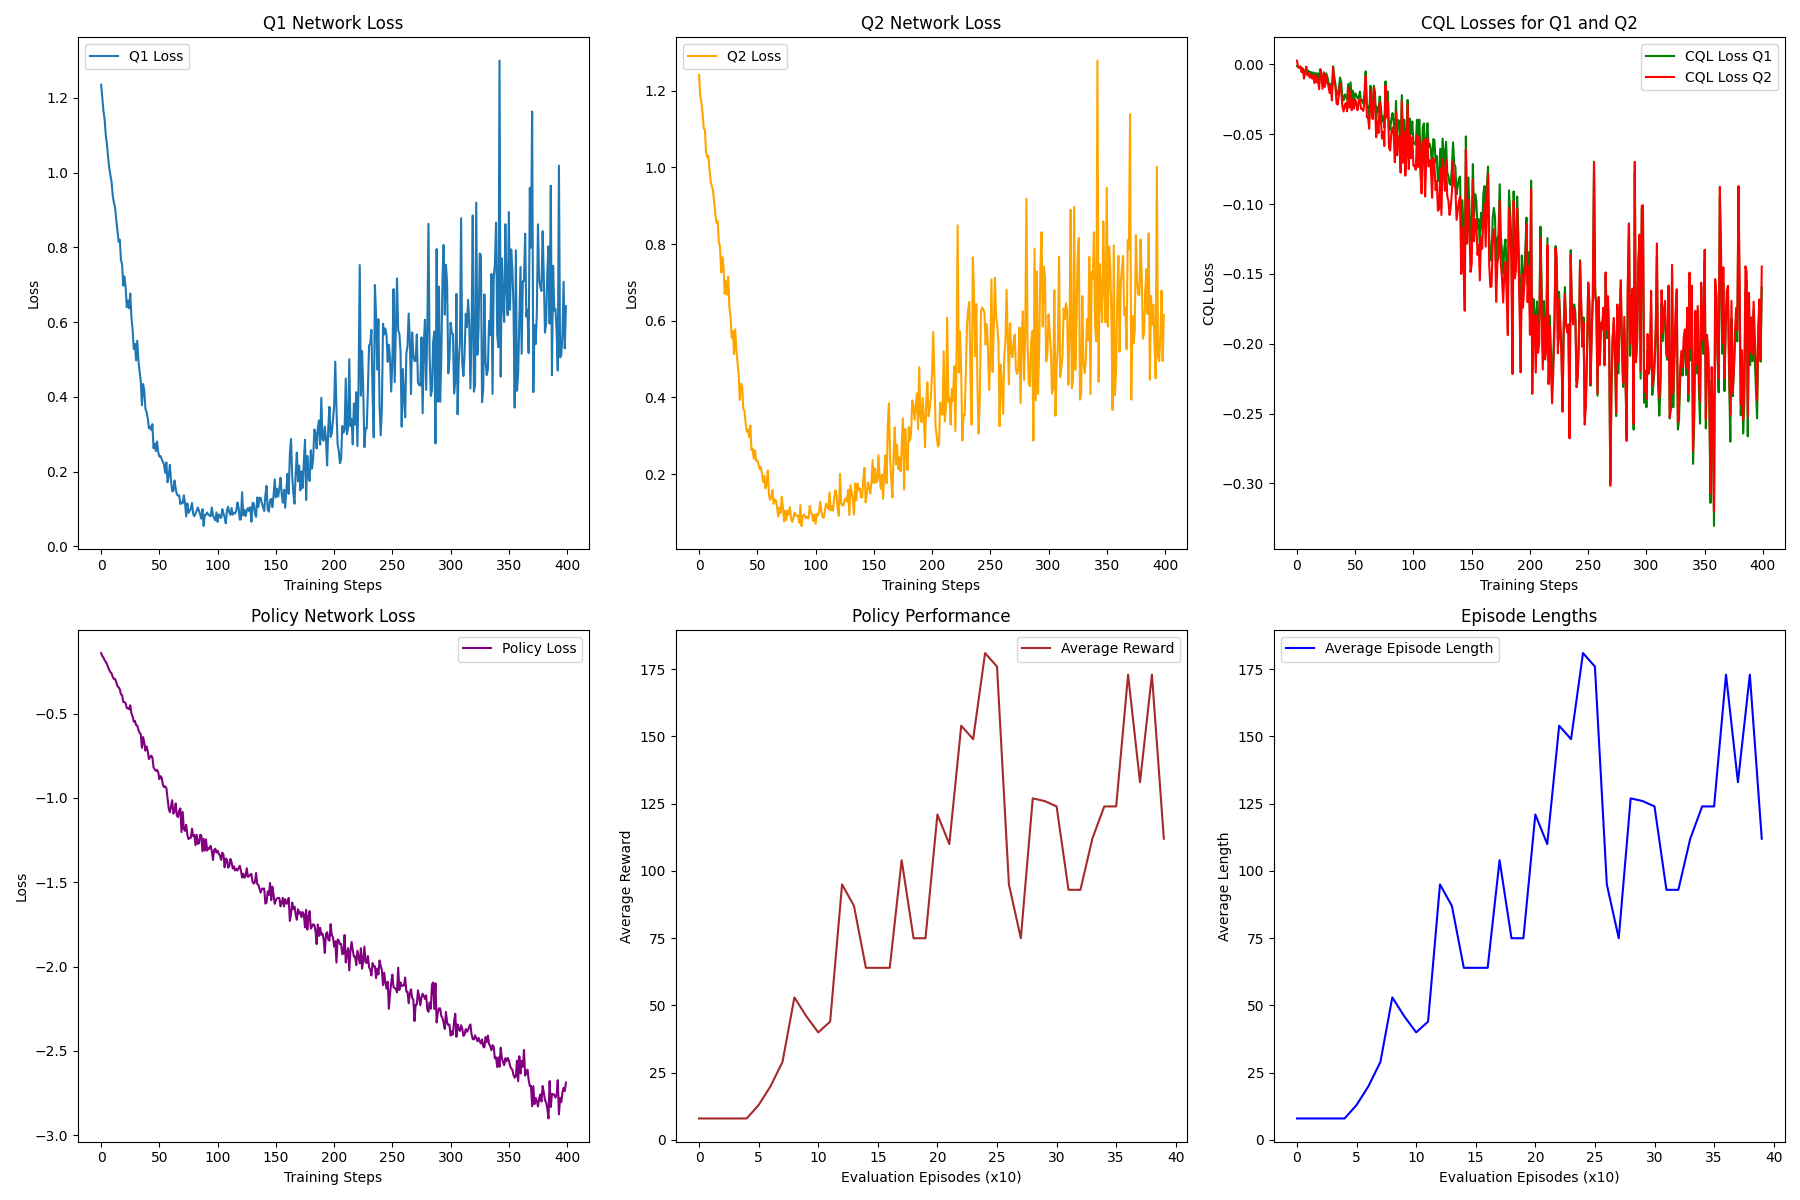 Q1 Network Loss
Q1 Loss
Loss
1.2
1.0
0.8
0.6
0.4
0.2
0.0
0 50 100 150 200 250 300 350 400
Training Steps
Q2 Network Loss
Q2 Loss
Loss
1.2
1.0
0.8
0.6
0.4
0.2
0 50 100 150 200 250 300 350 400
Training Steps
CQL Losses for Q1 and Q2
CQL Loss Q1
CQL Loss Q2
CQL Loss
0.00
−0.05
−0.10
−0.15
−0.20
−0.25
−0.30
0 50 100 150 200 250 300 350 400
Training Steps
Policy Network Loss
Policy Loss
Loss
−0.5
−1.0
−1.5
−2.0
−2.5
−3.0
0 50 100 150 200 250 300 350 400
Training Steps
Policy Performance
Average Reward
Average Reward
175
150
125
100
75
50
25
0
0 5 10 15 20 25 30 35 40
Evaluation Episodes (x10)
Episode Lengths
Average Episode Length
Average Length
175
150
125
100
75
50
25
0
0 5 10 15 20 25 30 35 40
Evaluation Episodes (x10)